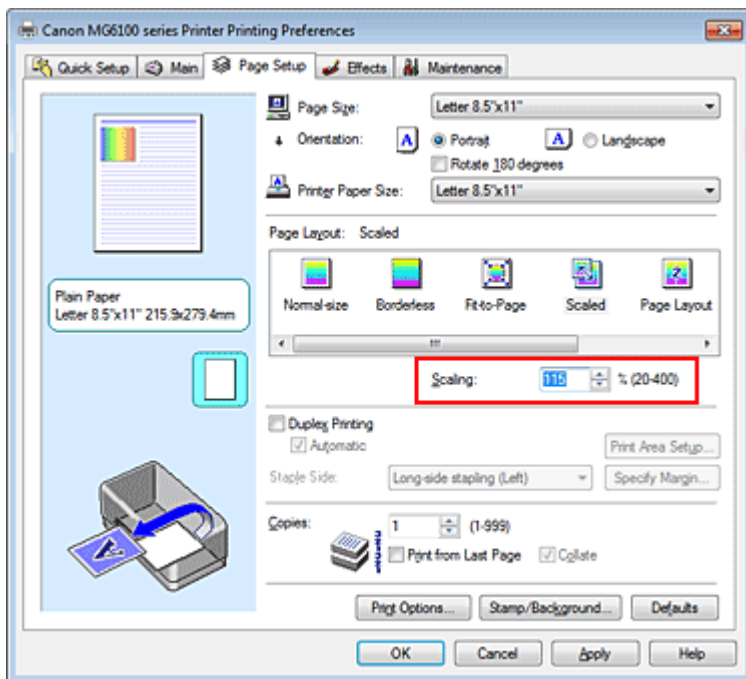 Canon MG6100 series Printer Printing Preferences
Quick Setup Main Page Setup Effects Maintenance
Page Size: Letter 8.5"x11"
Orientation: A Portrait A Landscape
Rotate 180 degrees
Printer Paper Size: Letter 8.5"x11"
Page Layout: Scaled
Normal-size Borderless Fit-to-Page Scaled Page Layout
Plain Paper
Letter 8.5"x11" 215.9x279.4mm
Scaling: 115 % (20-400)
Duplex Printing
Automatic Print Area Setup...
Staple Side: Long-side stapling (Left) Specify Margin...
Copies: 1 (1-999)
Print from Last Page Collate
Print Options... Stamp/Background... Defaults
OK Cancel Apply Help